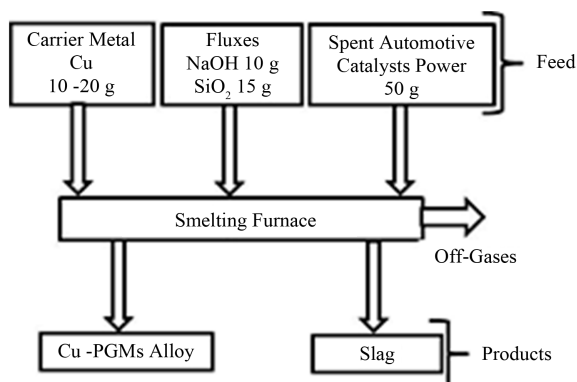 Carrier Metal
Cu
10 -20 g
Fluxes
NaOH 10 g
SiO₂ 15 g
Spent Automotive
Catalysts Power
50 g
Feed
Smelting Furnace
Off-Gases
Cu -PGMs Alloy
Slag
Products